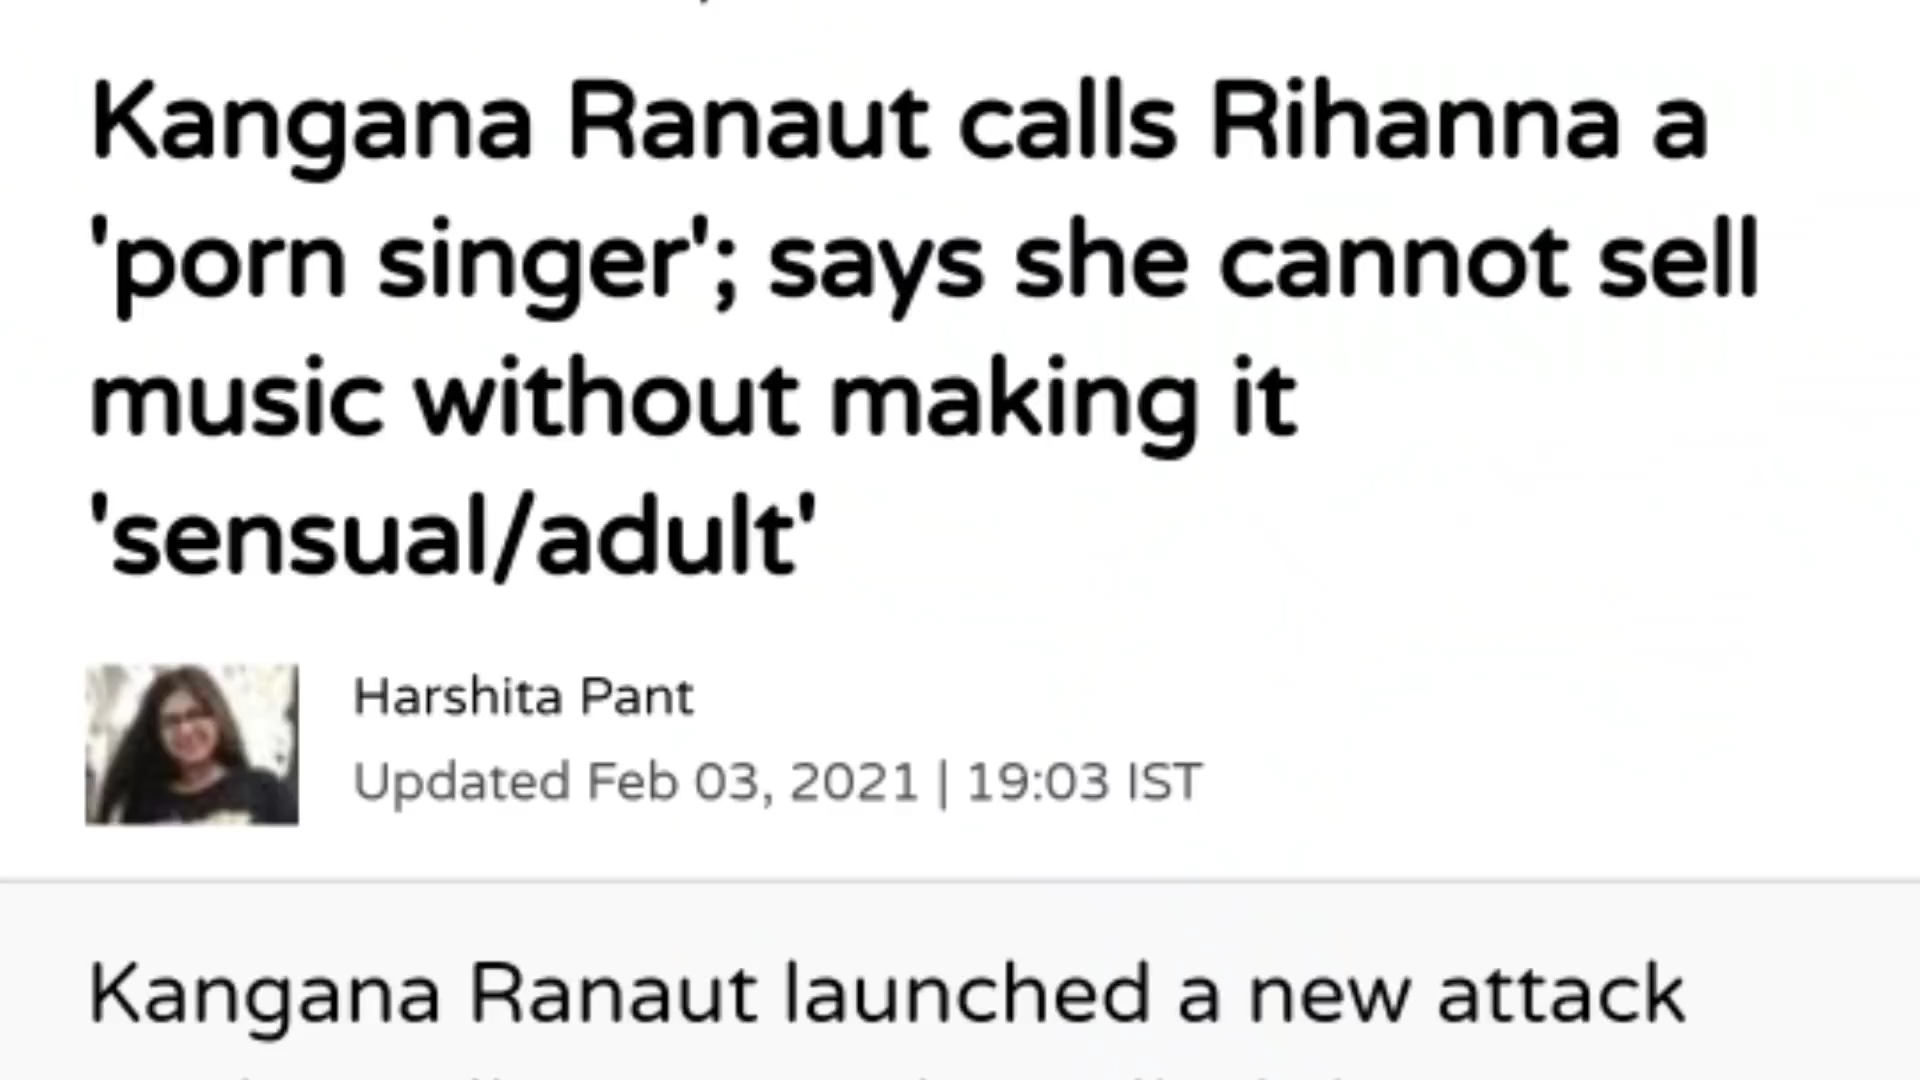 Kangana Ranaut calls Rihanna a
'porn singer'; says she cannot sell
music without making it
'sensual/adult'
Harshita Pant
Updated Feb 03, 2021 | 19:03 IST
Kangana Ranaut launched a new attack